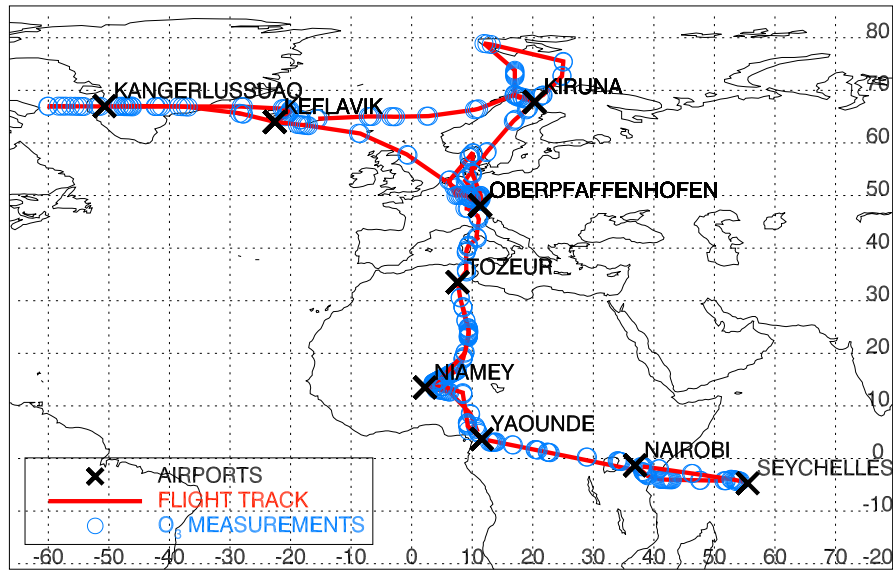 80
KANGERLUSSUAQ
KIRUNA
70
KEFLAVIK
60
50
OBERPFAFFENHOFEN
40
TOZEUR
30
20
NIAMEY
10
YAOUNDE
NAIROBI
0
SEYCHELLES
AIRPORTS
FLIGHT TRACK
-10
O₃ MEASUREMENTS
-60 -50 -40 -30 -20 -10 0 10 20 30 40 50 60 70 -20